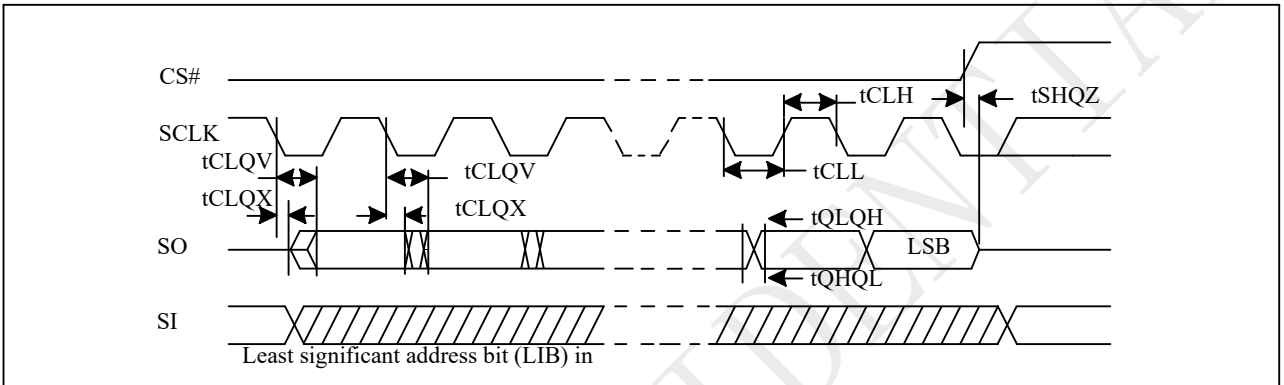 CS#
tCLH
tSHQZ
SCLK
tCLQV
tCLQV
tCLL
tCLQX
tCLQX
tQLQH
SO
LSB
tQHQL
SI
Least significant address bit (LIB) in